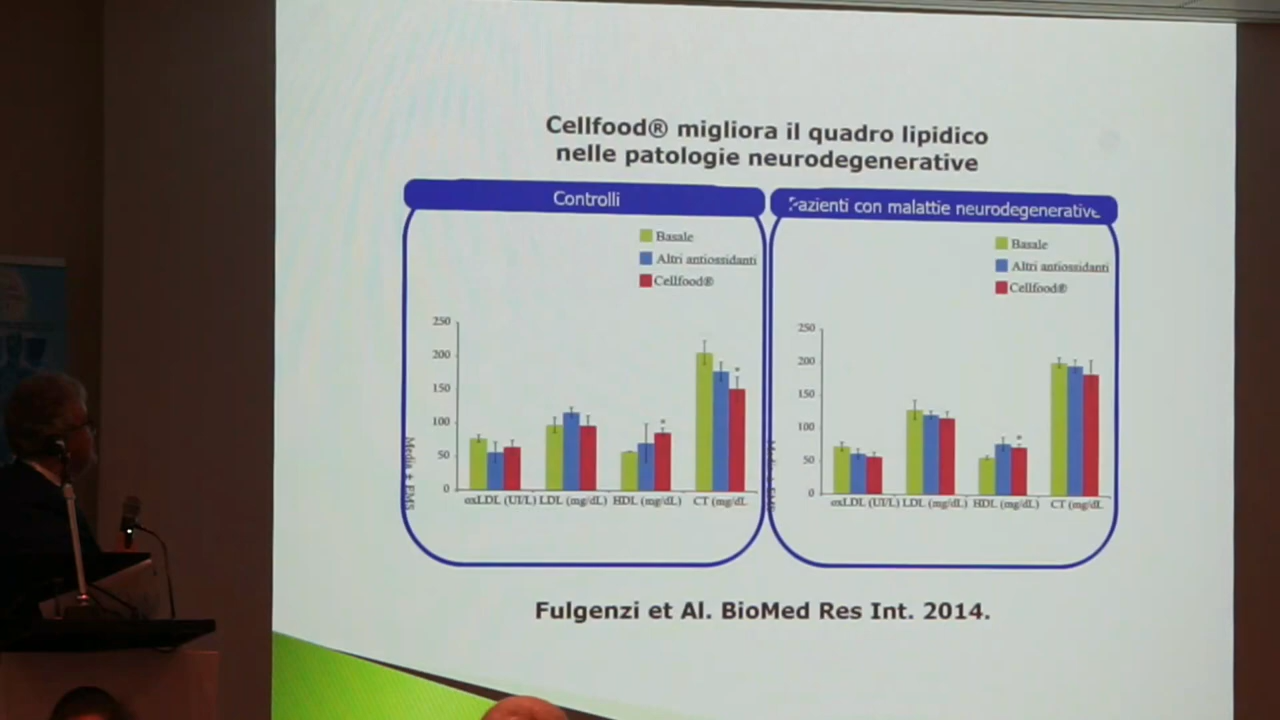 Cellfood® migliora il quadro lipidico
nelle patologie neurodegenerative
Controlli
Basale
Altri antiossidanti
Cellfood®
250
200
150
100
50
0
*
*
Media ± EMS
oxLDL (UI/L) LDL (mg/dL) HDL (mg/dL) CT (mg/dL
Pazienti con malattie neurodegenerative
Basale
Altri antiossidanti
Cellfood®
250
200
150
100
50
0
*
Media ± EMS
oxLDL (UI/L) LDL (mg/dL) HDL (mg/dL) CT (mg/dL
Fulgenzi et Al. BioMed Res Int. 2014.